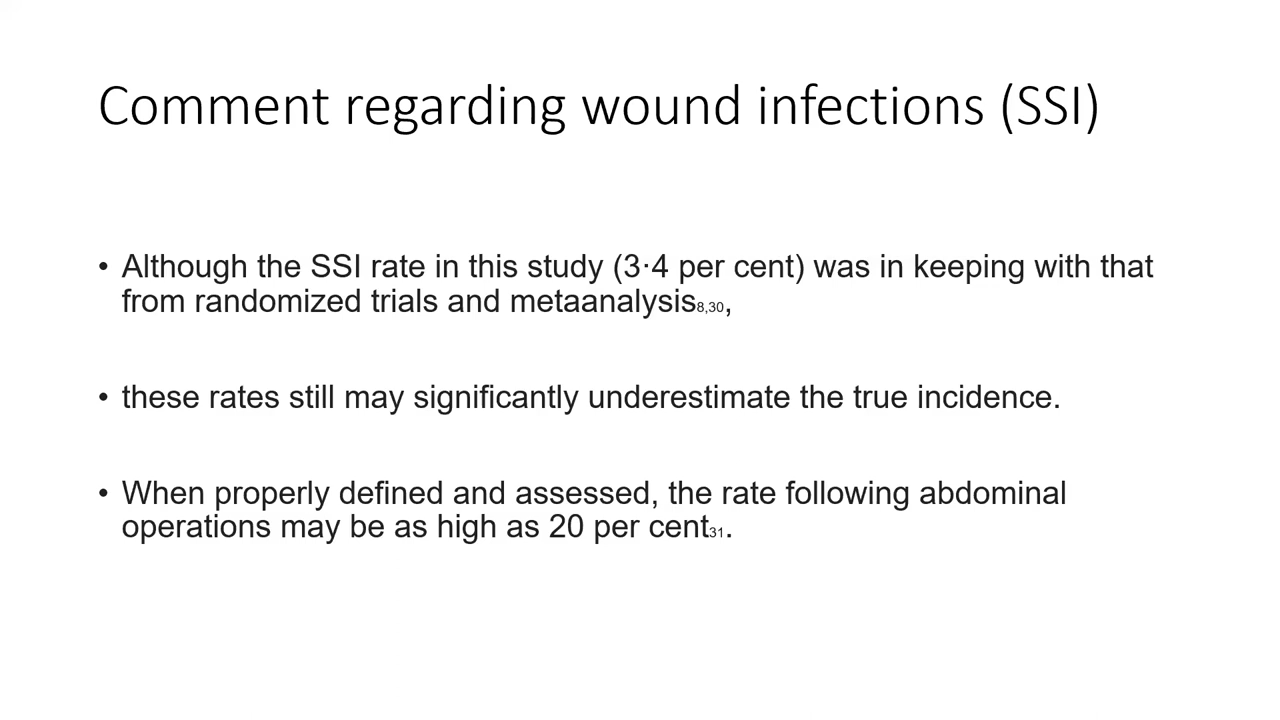 Comment regarding wound infections (SSI)
• Although the SSI rate in this study (3·4 per cent) was in keeping with that
from randomized trials and metaanalysis8,30,
• these rates still may significantly underestimate the true incidence.
• When properly defined and assessed, the rate following abdominal
operations may be as high as 20 per cent31.